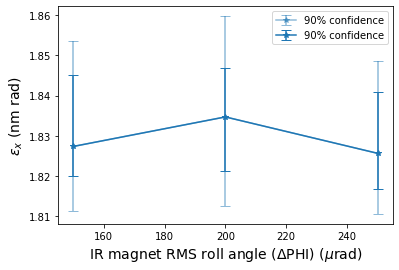 1.86
1.85
1.84
1.83
1.82
1.81
εₓ (nm rad)
90% confidence
90% confidence
160 180 200 220 240
IR magnet RMS roll angle (ΔPHI) (μrad)